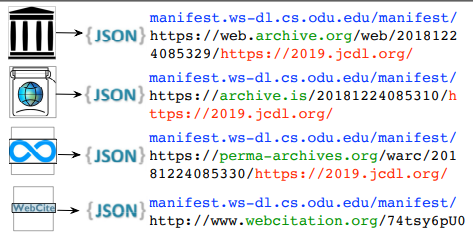 {JSON}
manifest.ws-dl.cs.odu.edu/manifest/
https://web.archive.org/web/2018122
4085329/https://2019.jcdl.org/
{JSON}
manifest.ws-dl.cs.odu.edu/manifest/
https://archive.is/20181224085310/h
ttps://2019.jcdl.org/
{JSON}
manifest.ws-dl.cs.odu.edu/manifest/
https://perma-archives.org/warc/201
81224085330/https://2019.jcdl.org/
WebCite
{JSON}
manifest.ws-dl.cs.odu.edu/manifest/
http://www.webcitation.org/74tsy6pU0